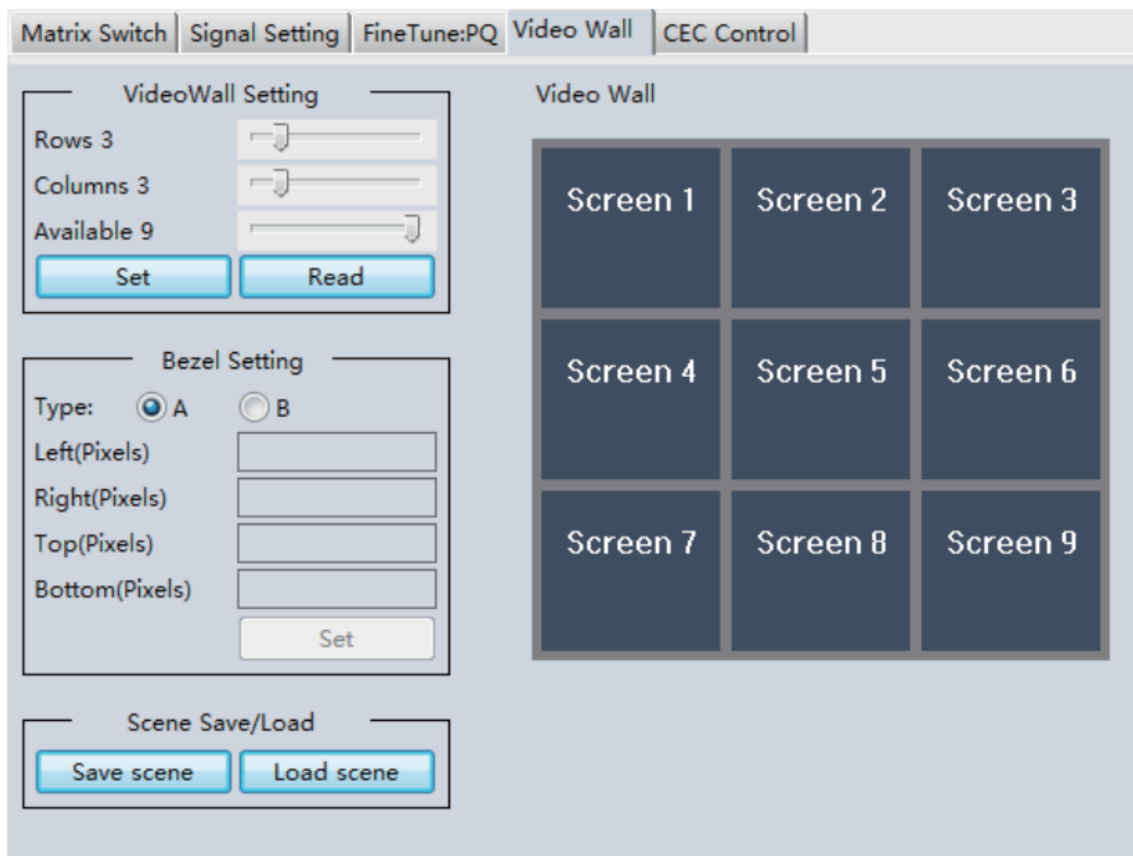 Matrix Switch Signal Setting FineTune:PQ Video Wall CEC Control
VideoWall Setting
Rows 3
Columns 3
Available 9
Set Read
Bezel Setting
Type: A B
Left(Pixels)
Right(Pixels)
Top(Pixels)
Bottom(Pixels)
Set
Scene Save/Load
Save scene Load scene
Video Wall
Screen 1 Screen 2 Screen 3
Screen 4 Screen 5 Screen 6
Screen 7 Screen 8 Screen 9